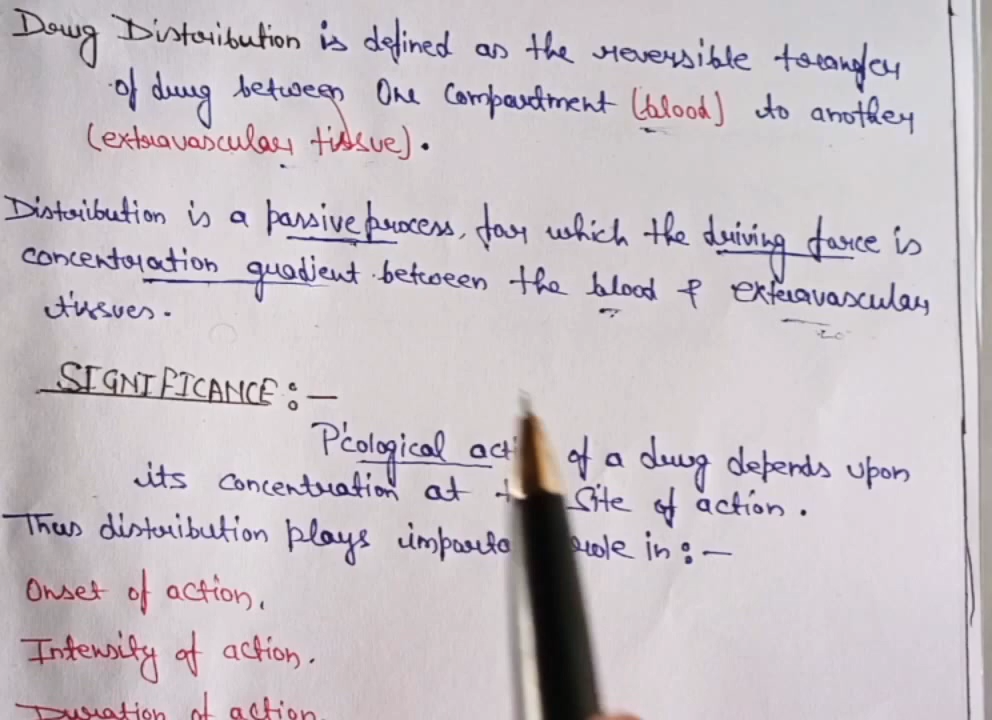 Drug Distribution is defined as the reversible transfer
of drug between One Compartment (blood) to another
(extravascular tissue).
Distribution is a passive process, for which the driving force is
concentration gradient between the blood & extravascular
tissues.
SIGNIFICANCE:-
P'cological of a drug depends upon
its concentration at Site of action.
Thus distribution plays role in:-
Onset of action.
Intensity of action.
Duration of action.